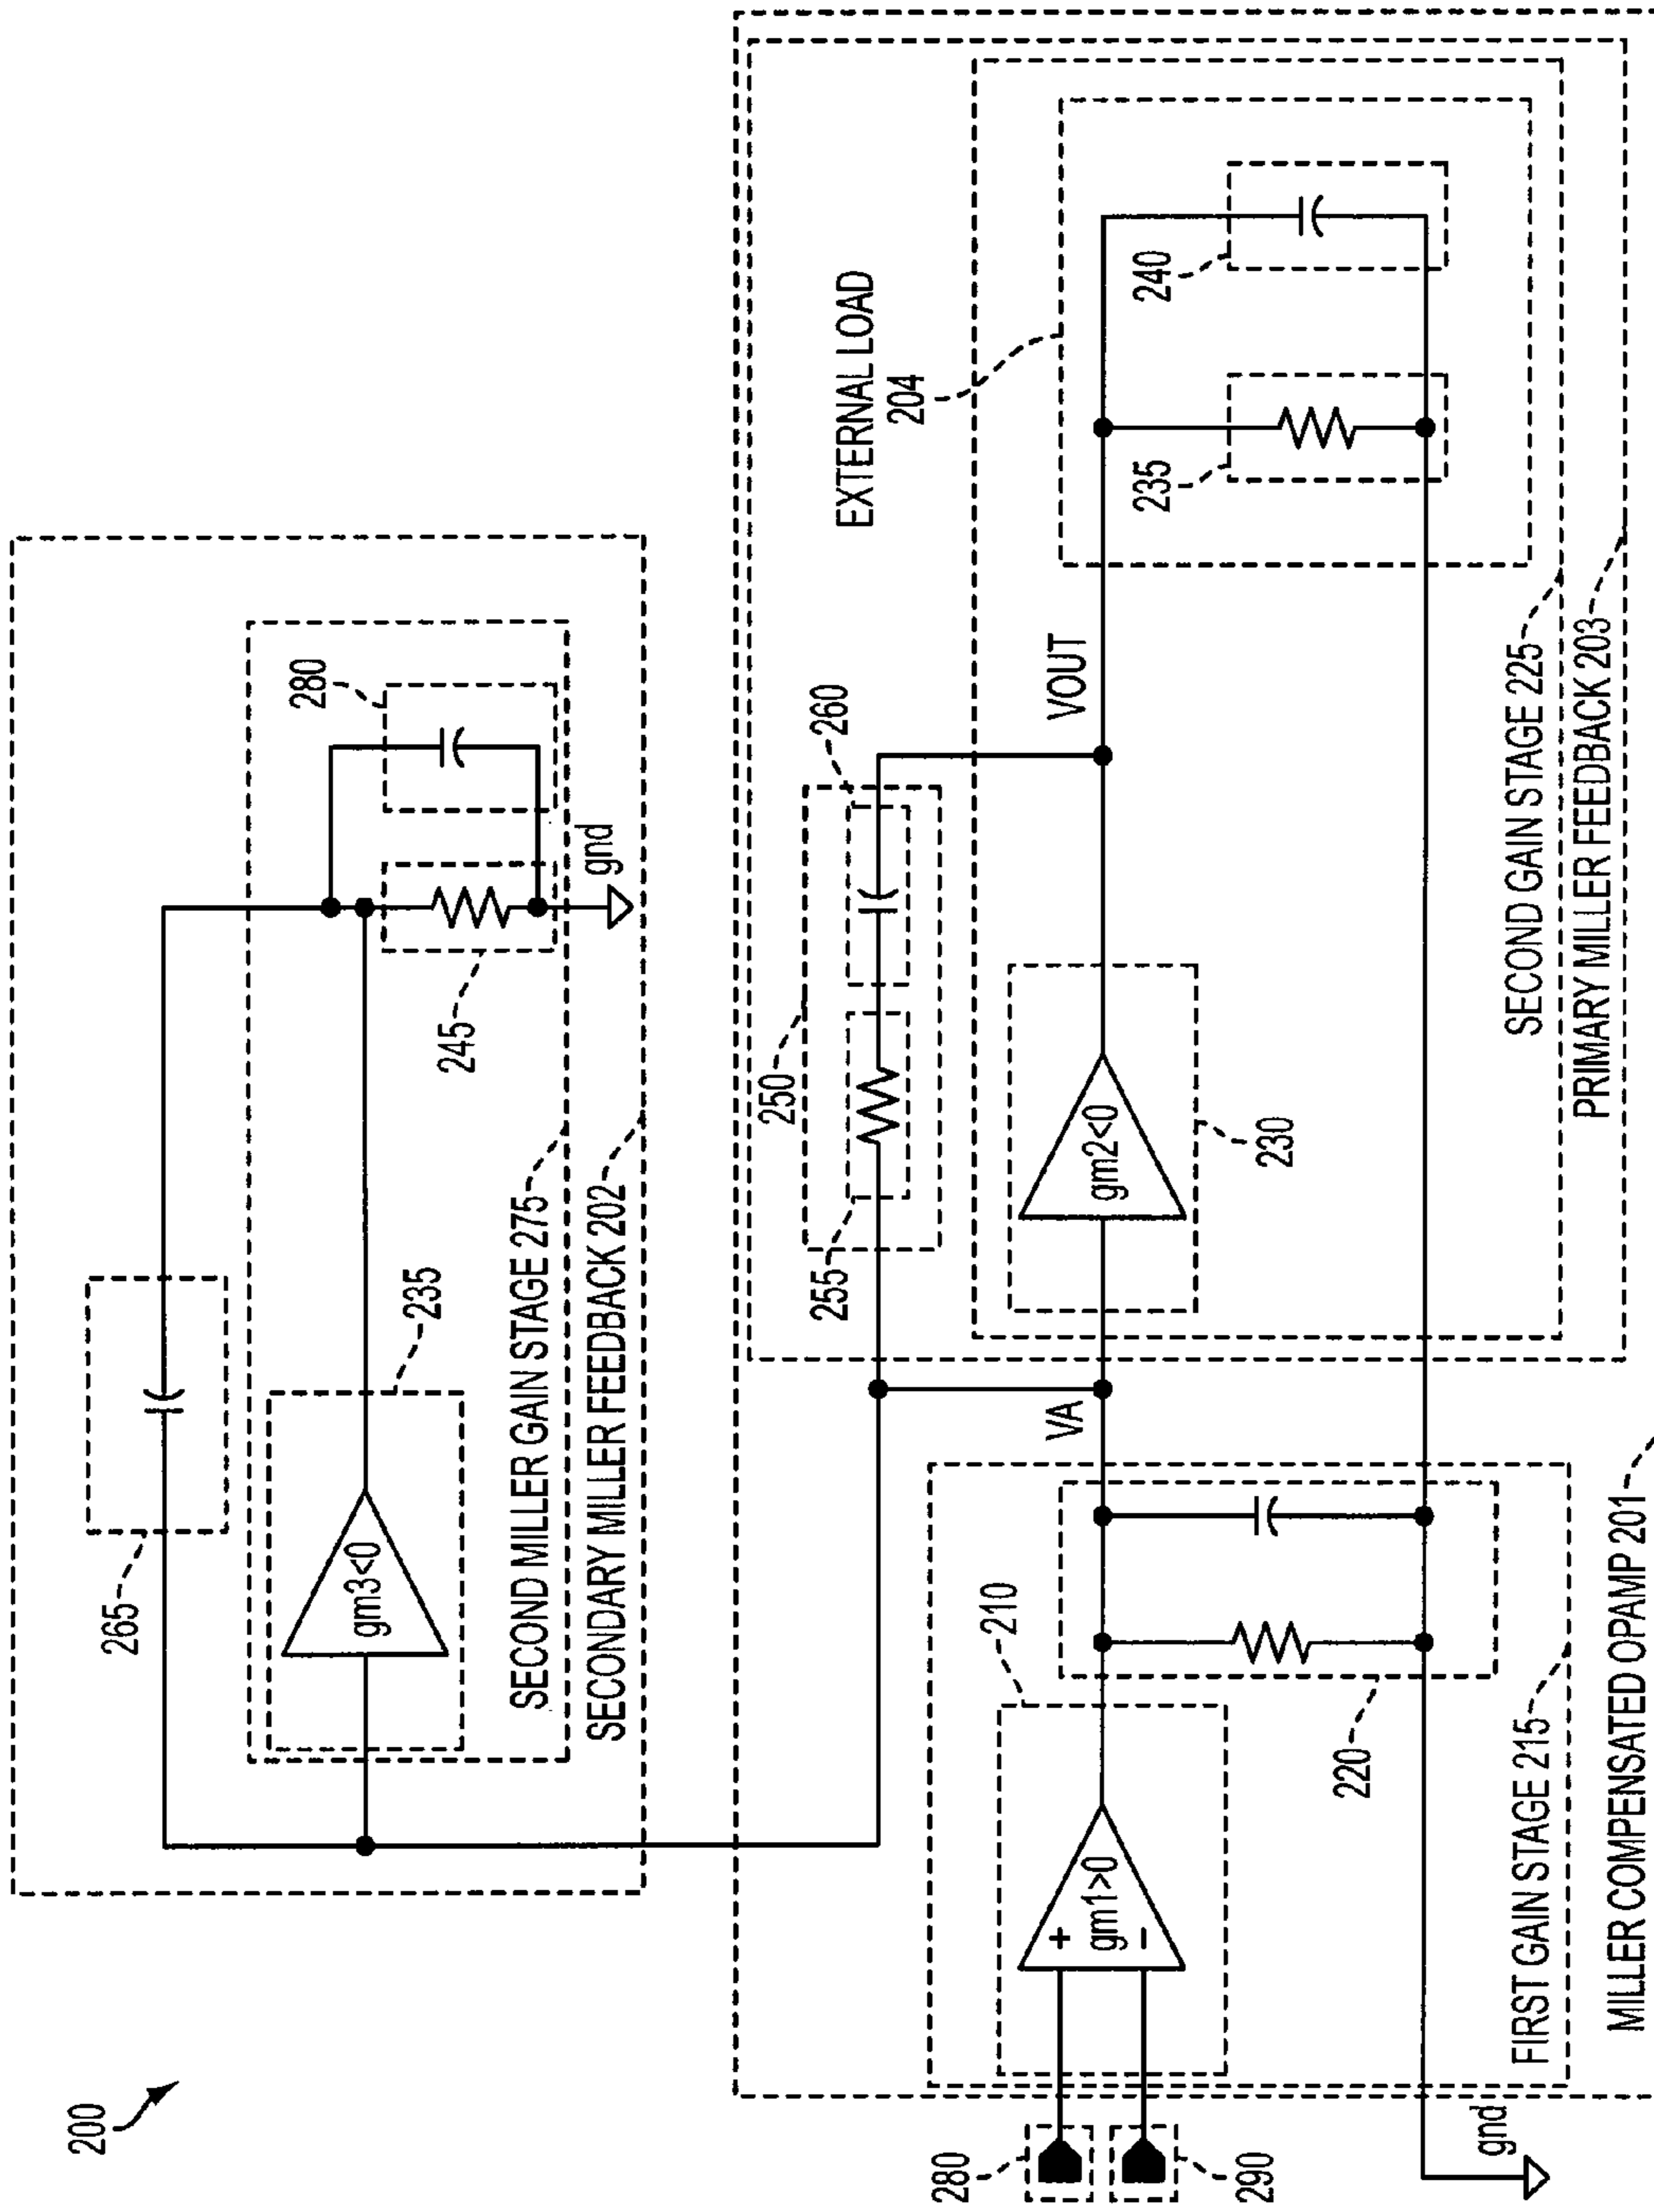 200
265
235
gm3<0
280
245
gnd
SECOND MILLER GAIN STAGE 275
SECONDARY MILLER FEEDBACK 202
EXTERNAL LOAD
204
250
260
255
VOUT
240
235
VA
gm2<0
230
SECOND GAIN STAGE 225
PRIMARY MILLER FEEDBACK 203
210
280
290
+
gm1>0
−
220
gnd
FIRST GAIN STAGE 215
MILLER COMPENSATED OPAMP 201